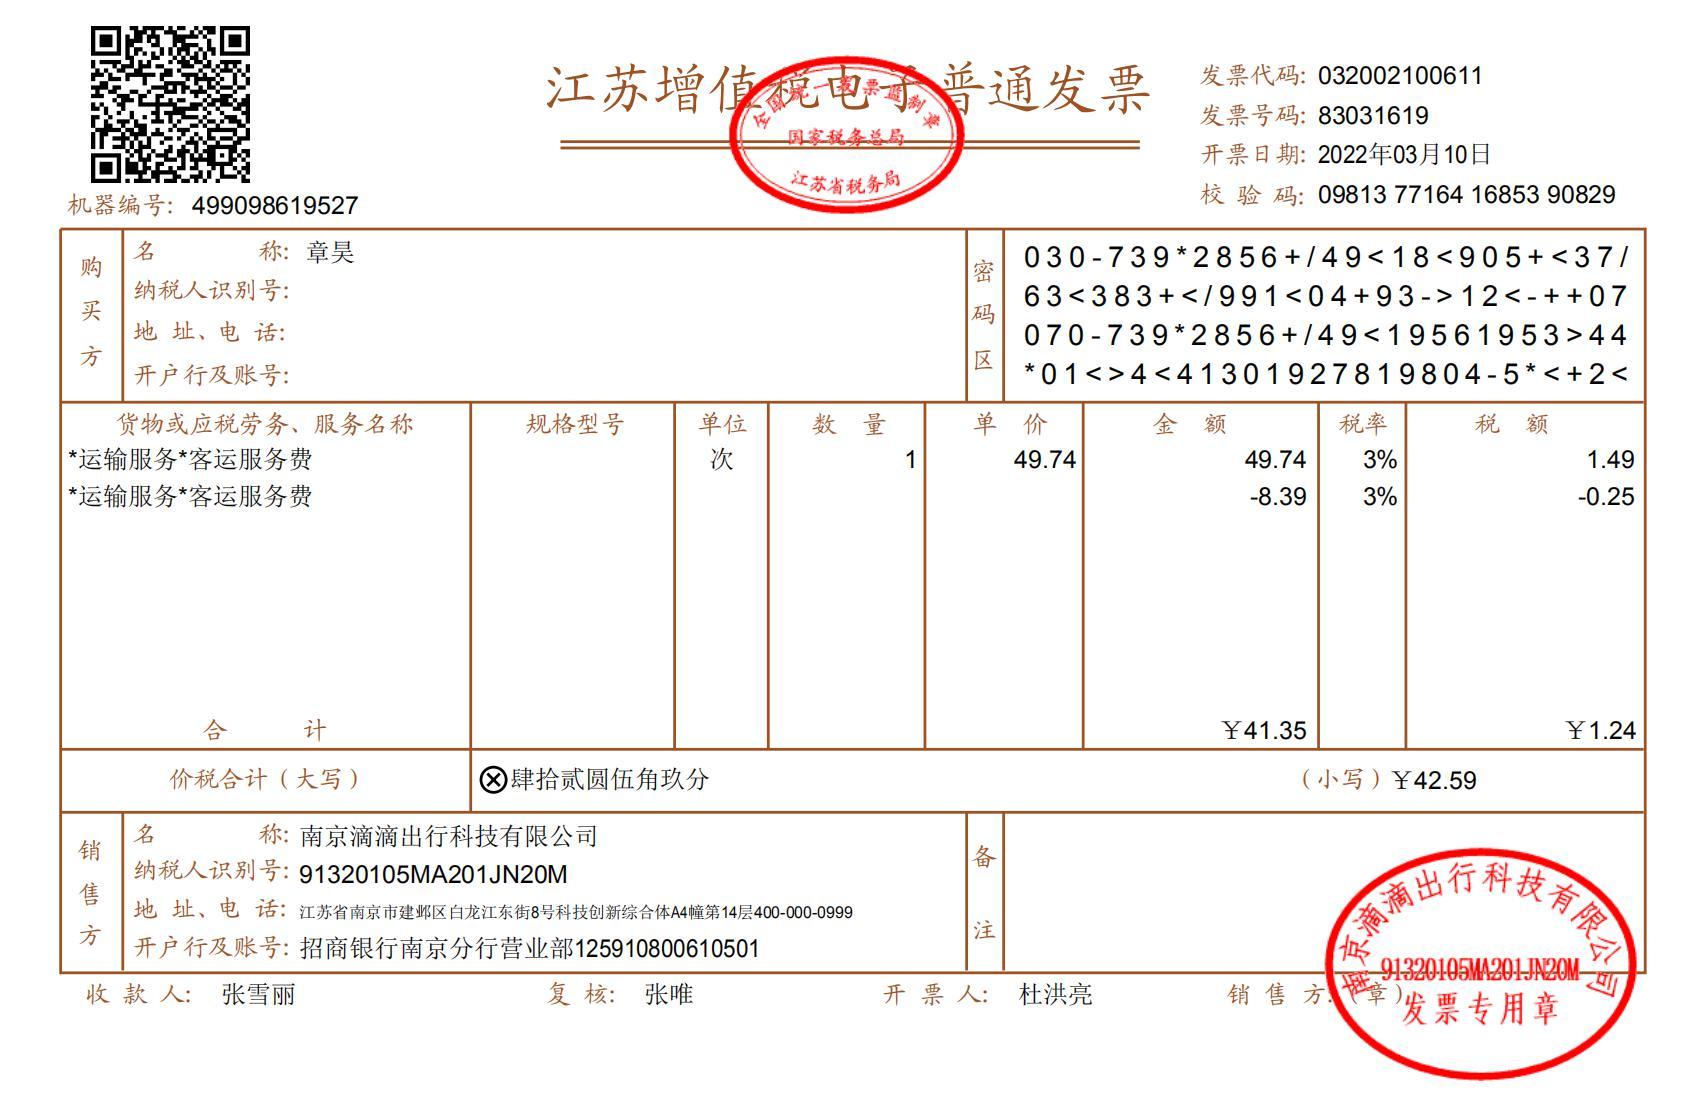 江苏增值税电子普通发票
全国统一发票监制章
国家税务总局
江苏省税务局
发票代码: 032002100611
发票号码: 83031619
开票日期: 2022年03月10日
校验码: 09813 77164 16853 90829
机器编号: 499098619527
购买方
名称: 章昊
纳税人识别号:
地址、电话:
开户行及账号:
密码区
030-739*2856+/49<18<905+<37/
63<383+</991<04+93->12<-++07
070-739*2856+/49<19561953>44
*01<>4<41301927819804-5*<+2<
货物或应税劳务、服务名称 规格型号 单位 数量 单价 金额 税率 税额
*运输服务*客运服务费 次 1 49.74 49.74 3% 1.49
*运输服务*客运服务费 -8.39 3% -0.25
合计 ￥41.35 ￥1.24
价税合计（大写） ⊗肆拾贰圆伍角玖分 （小写）￥42.59
销售方
名称: 南京滴滴出行科技有限公司
纳税人识别号: 91320105MA201JN20M
地址、电话: 江苏省南京市建邺区白龙江东街8号科技创新综合体A4幢第14层400-000-0999
开户行及账号: 招商银行南京分行营业部125910800610501
备注
收款人: 张雪丽 复核: 张唯 开票人: 杜洪亮 销售方:（章）
南京滴滴出行科技有限公司
91320105MA201JN20M
发票专用章